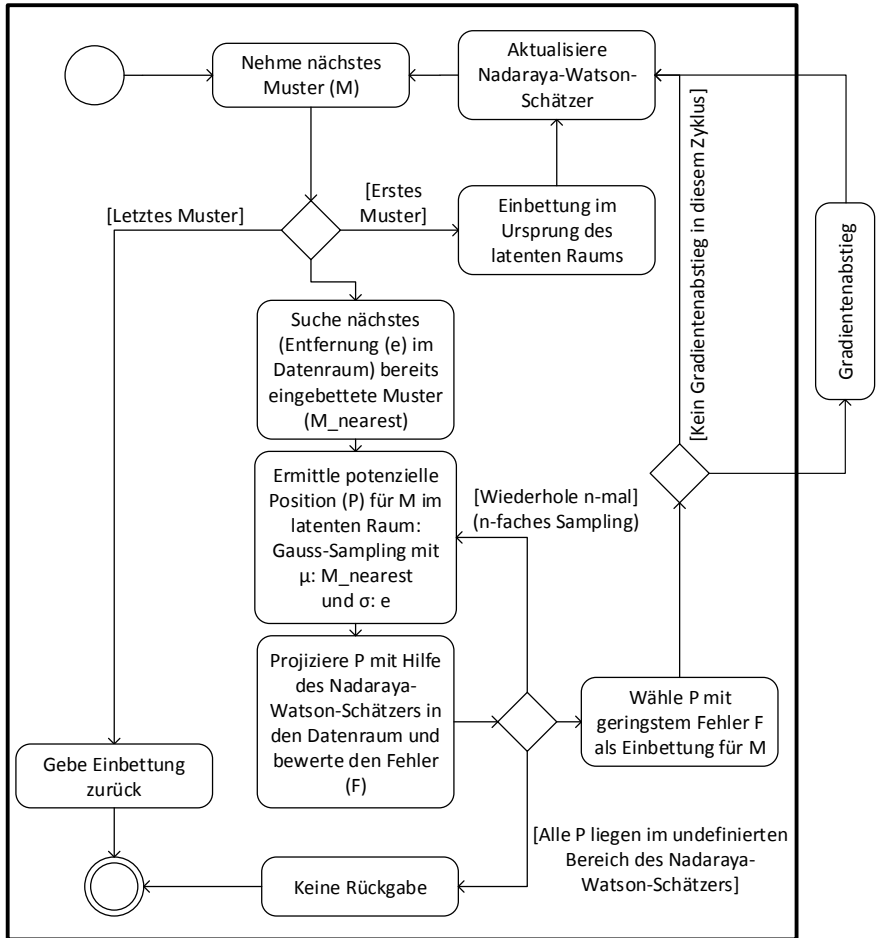 Nehme nächstes
Muster (M)
Aktualisiere
Nadaraya-Watson-
Schätzer
[Letztes Muster]
[Erstes
Muster]
Einbettung im
Ursprung des
latenten Raums
[Kein Gradientenabstieg in diesem Zyklus]
Gradientenabstieg
Suche nächstes
(Entfernung (e) im
Datenraum) bereits
eingebettete Muster
(M_nearest)
Ermittle potenzielle
Position (P) für M im
latenten Raum:
Gauss-Sampling mit
μ: M_nearest
und σ: e
[Wiederhole n-mal]
(n-faches Sampling)
Projiziere P mit Hilfe
des Nadaraya-
Watson-Schätzers in
den Datenraum und
bewerte den Fehler
(F)
Wähle P mit
geringstem Fehler F
als Einbettung für M
Gebe Einbettung
zurück
[Alle P liegen im undefinierten
Bereich des Nadaraya-
Watson-Schätzers]
Keine Rückgabe